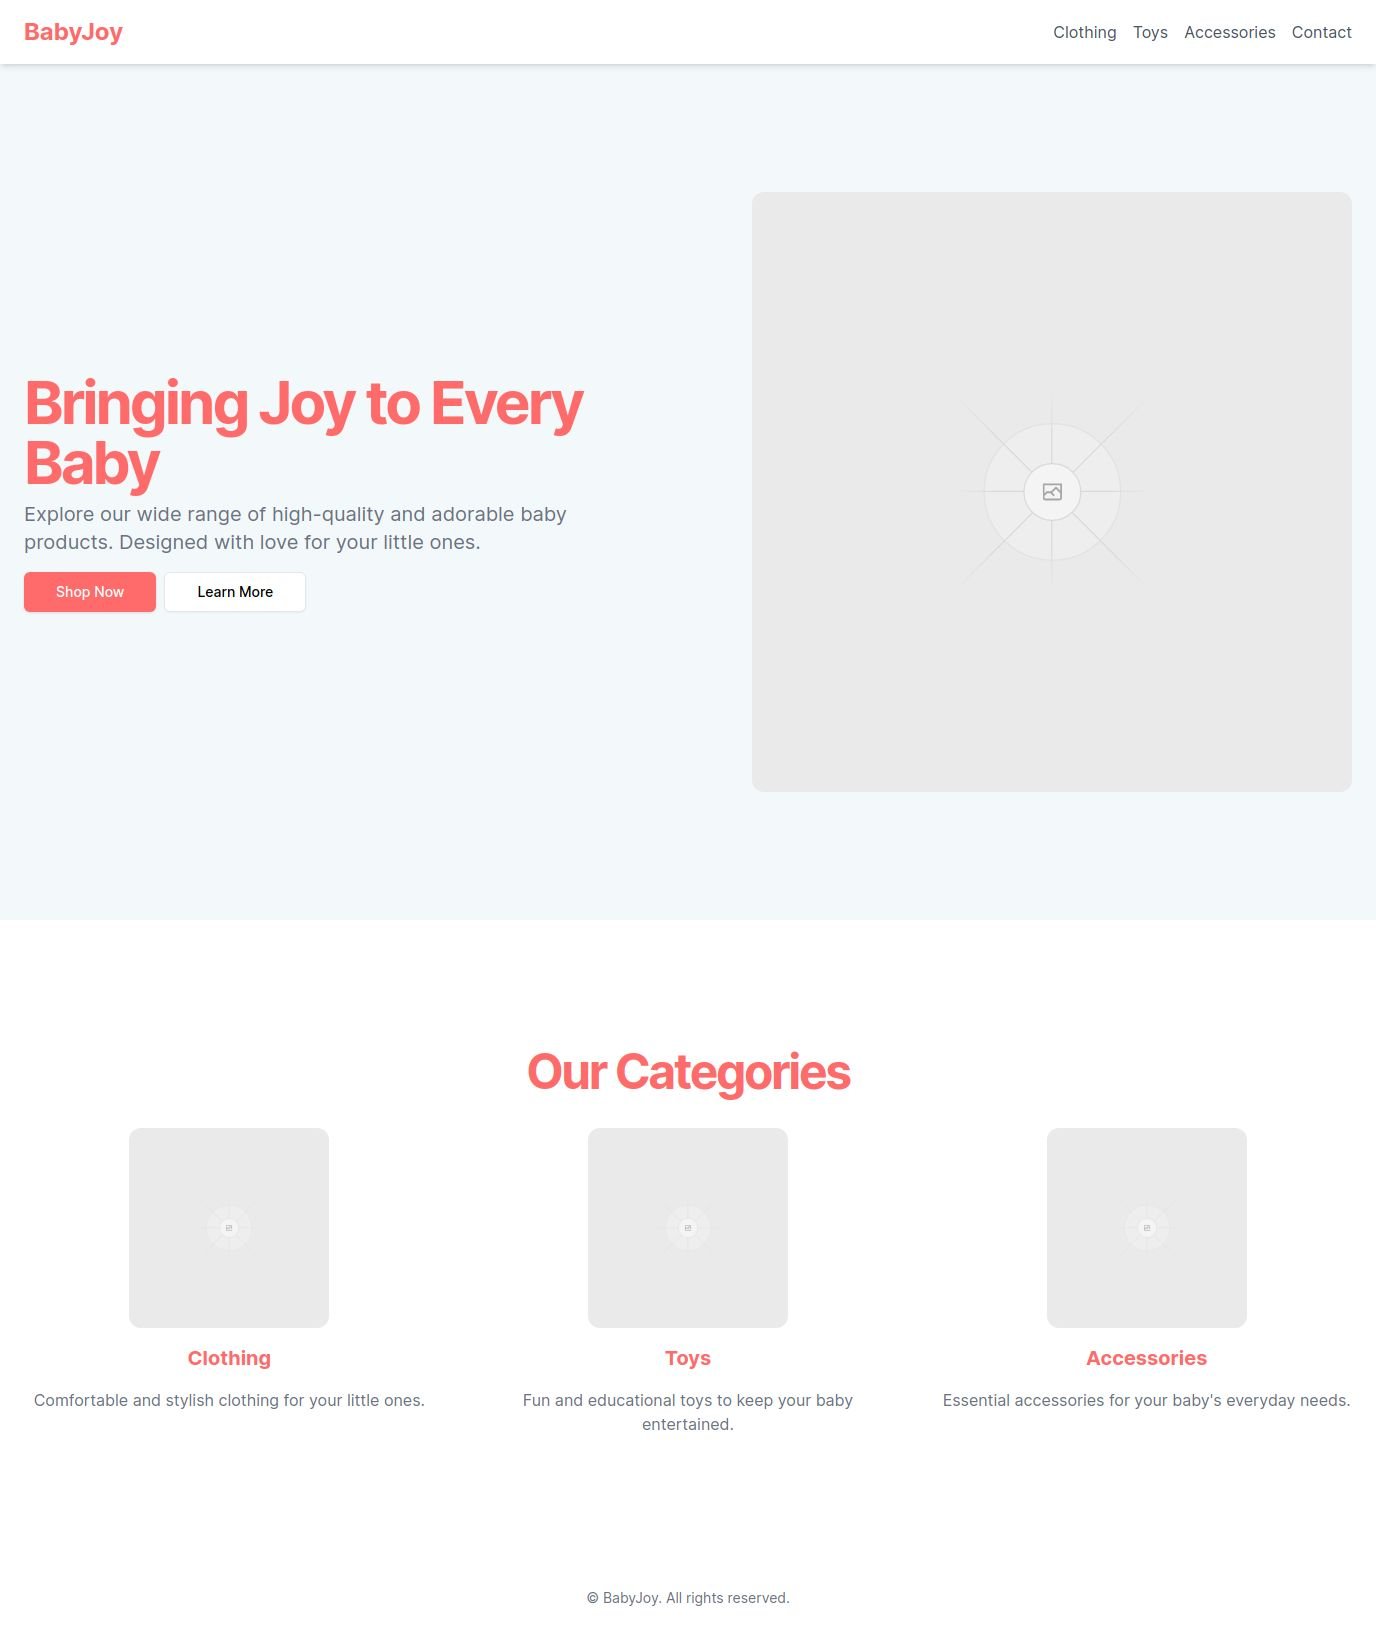 BabyJoy
Clothing Toys Accessories Contact
Bringing Joy to Every
Baby
Explore our wide range of high-quality and adorable baby
products. Designed with love for your little ones.
Shop Now
Learn More
Our Categories
Clothing
Comfortable and stylish clothing for your little ones.
Toys
Fun and educational toys to keep your baby
entertained.
Accessories
Essential accessories for your baby's everyday needs.
© BabyJoy. All rights reserved.